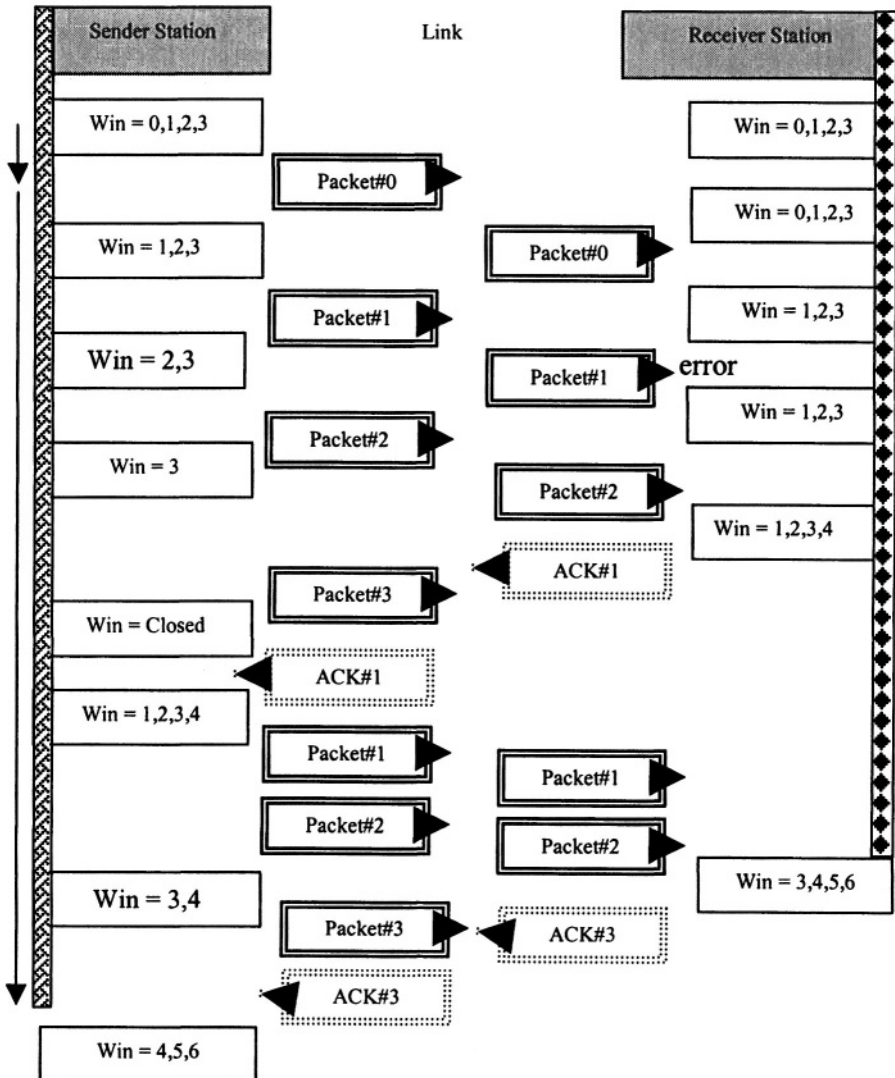 Sender Station
Link
Receiver Station
Win = 0,1,2,3
Win = 0,1,2,3
Packet#0
Win = 0,1,2,3
Win = 1,2,3
Packet#0
Packet#1
Win = 1,2,3
Win = 2,3
Packet#1
error
Win = 1,2,3
Packet#2
Win = 3
Packet#2
Win = 1,2,3,4
ACK#1
Packet#3
Win = Closed
ACK#1
Win = 1,2,3,4
Packet#1
Packet#1
Packet#2
Packet#2
Win = 3,4,5,6
Win = 3,4
Packet#3
ACK#3
ACK#3
Win = 4,5,6